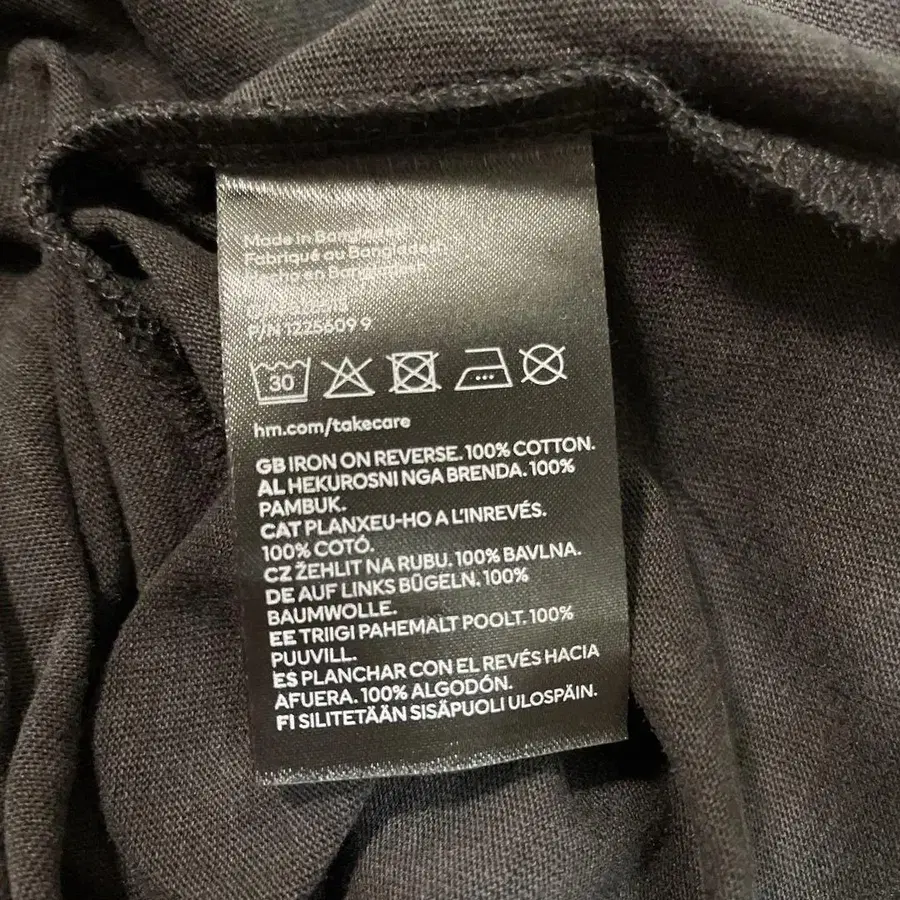 Made in Bangladesh
Fabriqué au Bangladesh
Hecho en Bangladesh
P/N 1225609 9
30
hm.com/takecare
GB IRON ON REVERSE. 100% COTTON.
AL HEKUROSNI NGA BRENDA. 100%
PAMBUK.
CAT PLANXEU-HO A L'INREVÉS.
100% COTÓ.
CZ ŽEHLIT NA RUBU. 100% BAVLNA.
DE AUF LINKS BÜGELN. 100%
BAUMWOLLE.
EE TRIIGI PAHEMALT POOLT. 100%
PUUVILL.
ES PLANCHAR CON EL REVÉS HACIA
AFUERA. 100% ALGODÓN.
FI SILITETÄÄN SISÄPUOLI ULOSPÄIN.